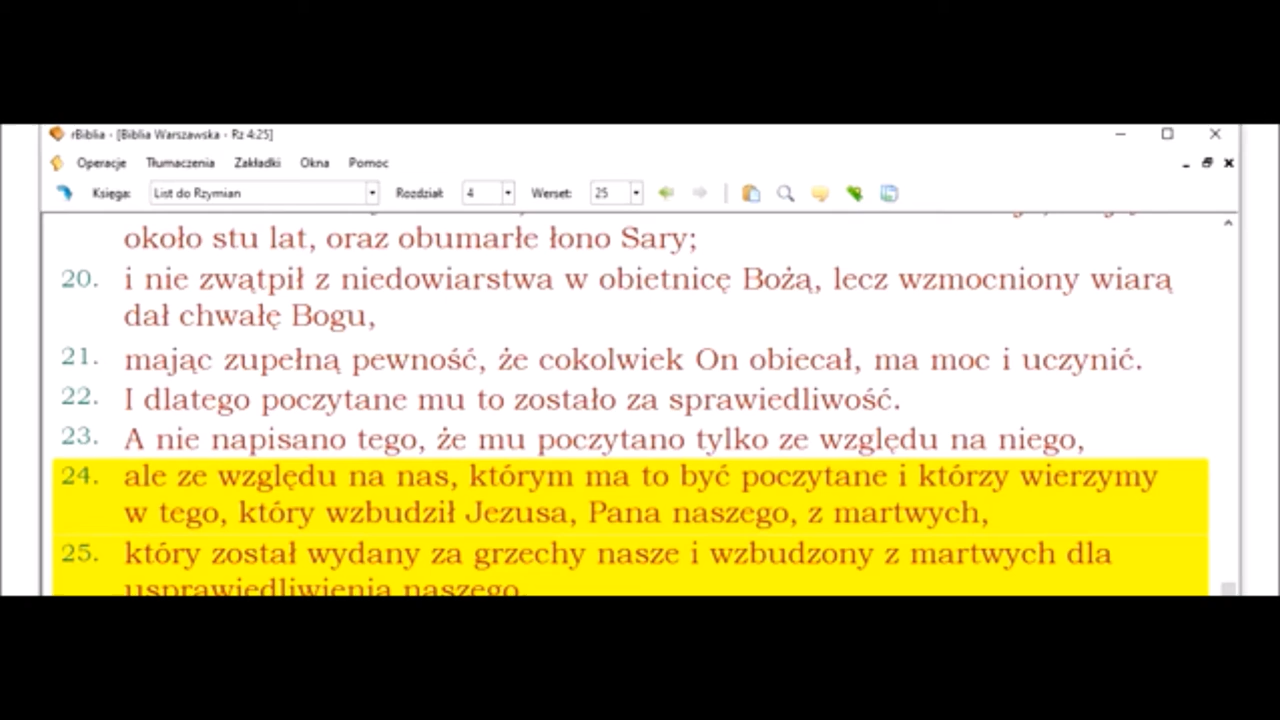 rBiblia - [Biblia Warszawska - Rz 4:25]
Operacje Tłumaczenia Zakładki Okna Pomoc
Księga: List do Rzymian Rozdział: 4 Werset: 25
około stu lat, oraz obumarłe łono Sary;
20. i nie zwątpił z niedowiarstwa w obietnicę Bożą, lecz wzmocniony wiarą
dał chwałę Bogu,
21. mając zupełną pewność, że cokolwiek On obiecał, ma moc i uczynić.
22. I dlatego poczytane mu to zostało za sprawiedliwość.
23. A nie napisano tego, że mu poczytano tylko ze względu na niego,
24. ale ze względu na nas, którym ma to być poczytane i którzy wierzymy
w tego, który wzbudził Jezusa, Pana naszego, z martwych,
25. który został wydany za grzechy nasze i wzbudzony z martwych dla
usprawiedliwienia naszego